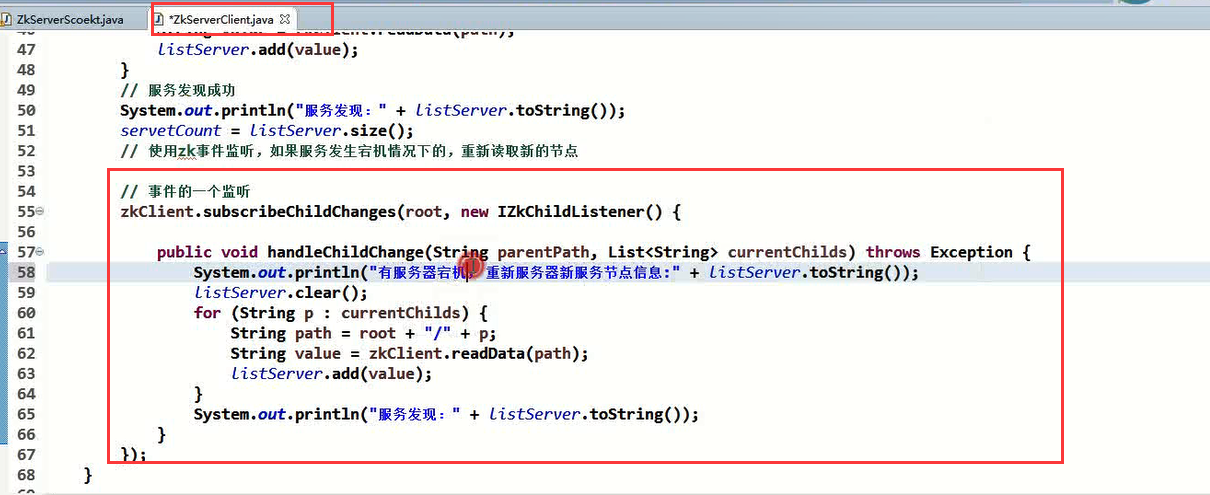 ZkServerScoekt.java *ZkServerClient.java
47 listServer.add(value);
48 }
49 // 服务发现成功
50 System.out.println("服务发现：" + listServer.toString());
51 servetCount = listServer.size();
52 // 使用zk事件监听，如果服务发生宕机情况下的，重新读取新的节点
53
54 // 事件的一个监听
55 zkClient.subscribeChildChanges(root, new IZkChildListener() {
56
57 public void handleChildChange(String parentPath, List<String> currentChilds) throws Exception {
58 System.out.println("有服务器宕机，重新服务器新服务节点信息:" + listServer.toString());
59 listServer.clear();
60 for (String p : currentChilds) {
61 String path = root + "/" + p;
62 String value = zkClient.readData(path);
63 listServer.add(value);
64 }
65 System.out.println("服务发现：" + listServer.toString());
66 }
67 });
68 }